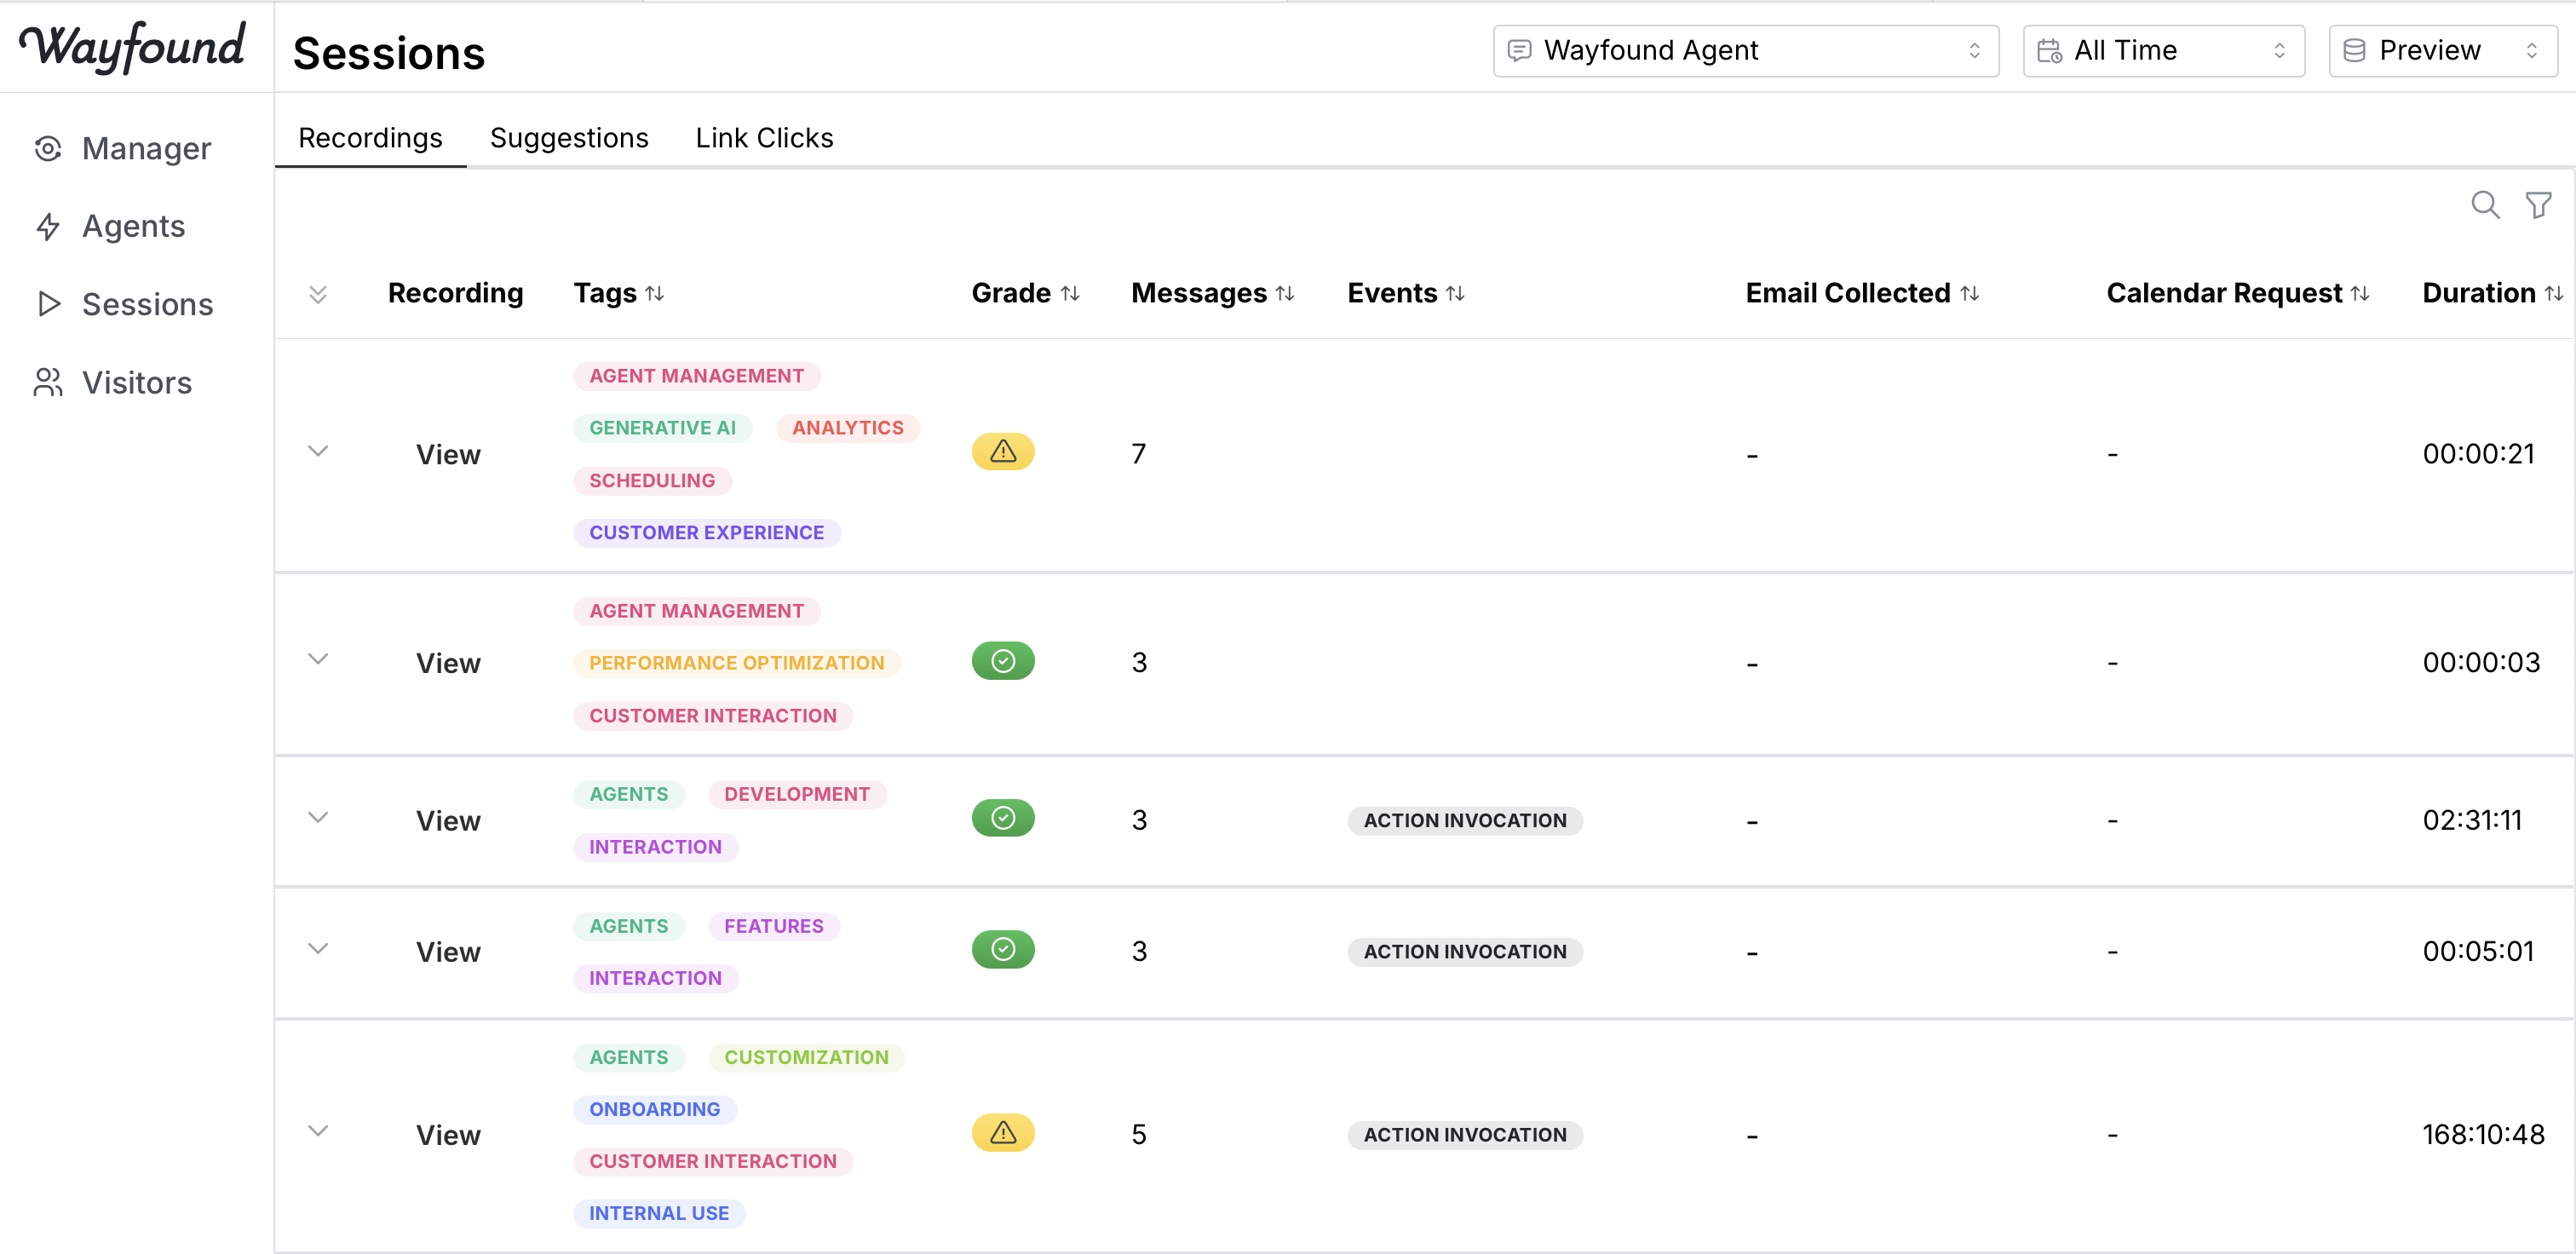 Wayfound
Sessions
Wayfound Agent
All Time
Preview
Manager
Agents
Sessions
Visitors
Recordings Suggestions Link Clicks
Recording Tags Grade Messages Events Email Collected Calendar Request Duration
AGENT MANAGEMENT
GENERATIVE AI ANALYTICS
SCHEDULING
CUSTOMER EXPERIENCE
View 7 - - 00:00:21
AGENT MANAGEMENT
PERFORMANCE OPTIMIZATION
CUSTOMER INTERACTION
View 3 - - 00:00:03
AGENTS DEVELOPMENT
INTERACTION
View 3 ACTION INVOCATION - - 02:31:11
AGENTS FEATURES
INTERACTION
View 3 ACTION INVOCATION - - 00:05:01
AGENTS CUSTOMIZATION
ONBOARDING
CUSTOMER INTERACTION
INTERNAL USE
View 5 ACTION INVOCATION - - 168:10:48